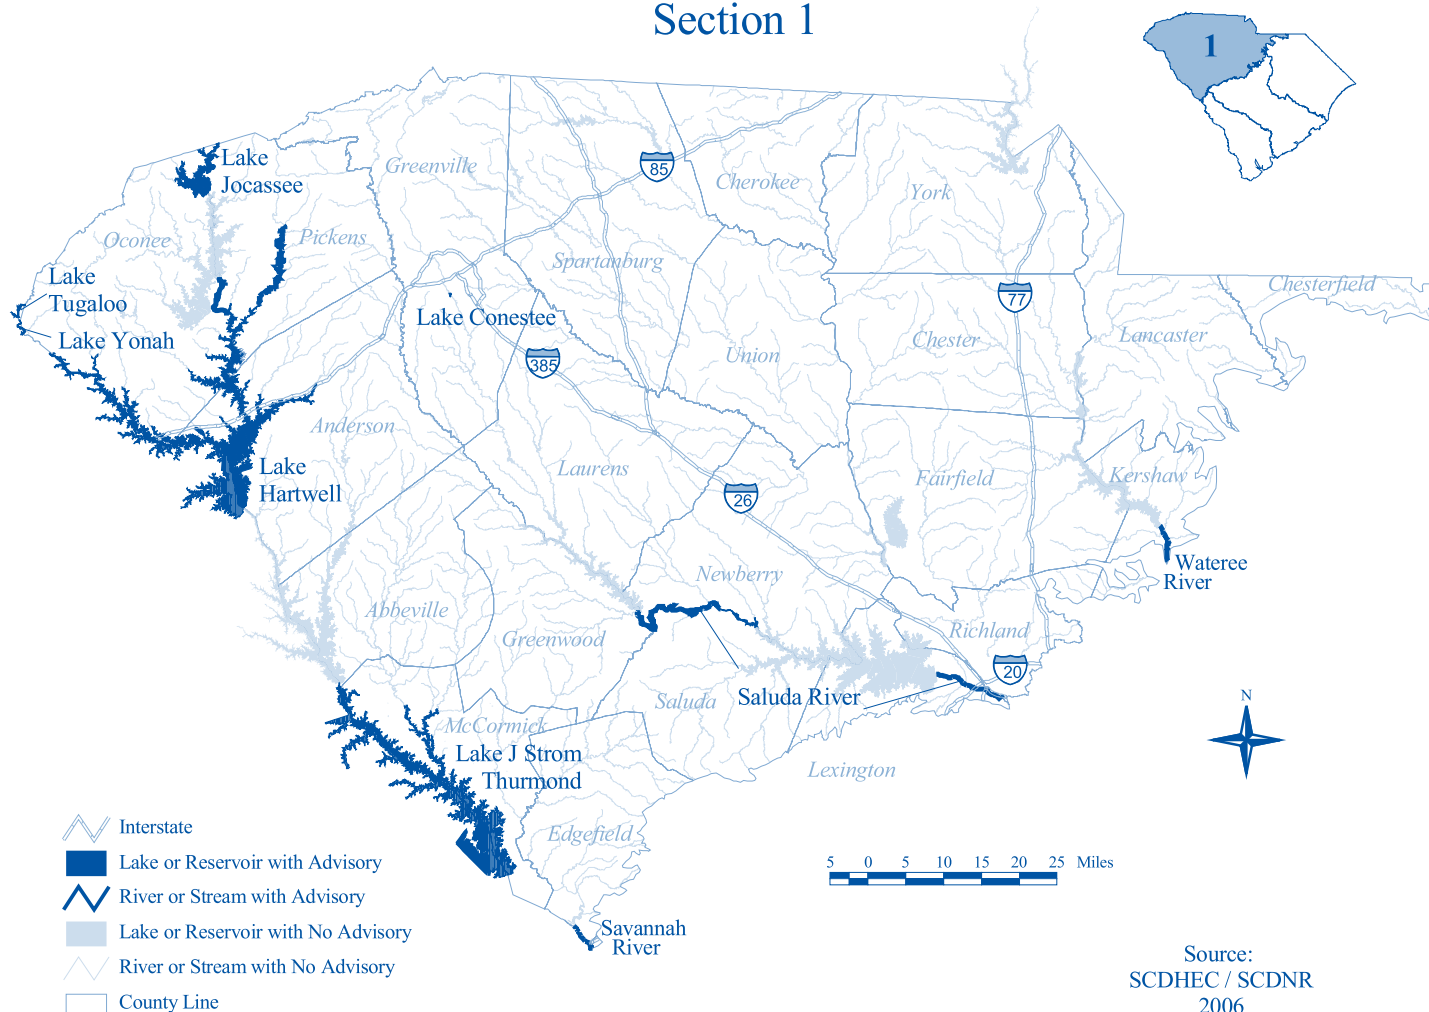 Section 1
1
Lake
Jocassee
Greenville
85
Cherokee
York
Oconee
Pickens
Spartanburg
Lake
Tugaloo
Lake Yonah
Lake Conestee
77
Chesterfield
385
Union
Chester
Lancaster
Anderson
Lake
Hartwell
Laurens
26
Fairfield
Kershaw
Newberry
Wateree
River
Abbeville
Greenwood
Richland
20
Saluda
Saluda River
McCormick
Lake J Strom
Thurmond
Lexington
N
Edgefield
Savannah
River
Interstate
Lake or Reservoir with Advisory
River or Stream with Advisory
Lake or Reservoir with No Advisory
River or Stream with No Advisory
County Line
5 0 5 10 15 20 25 Miles
Source:
SCDHEC / SCDNR
2006